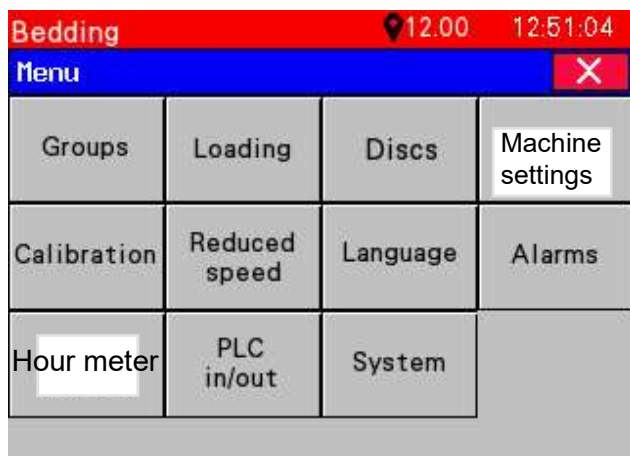 Bedding 12.00 12:51:04
Menu X
Groups
Loading
Discs
Machine
settings
Calibration
Reduced
speed
Language
Alarms
Hour meter
PLC
in/out
System